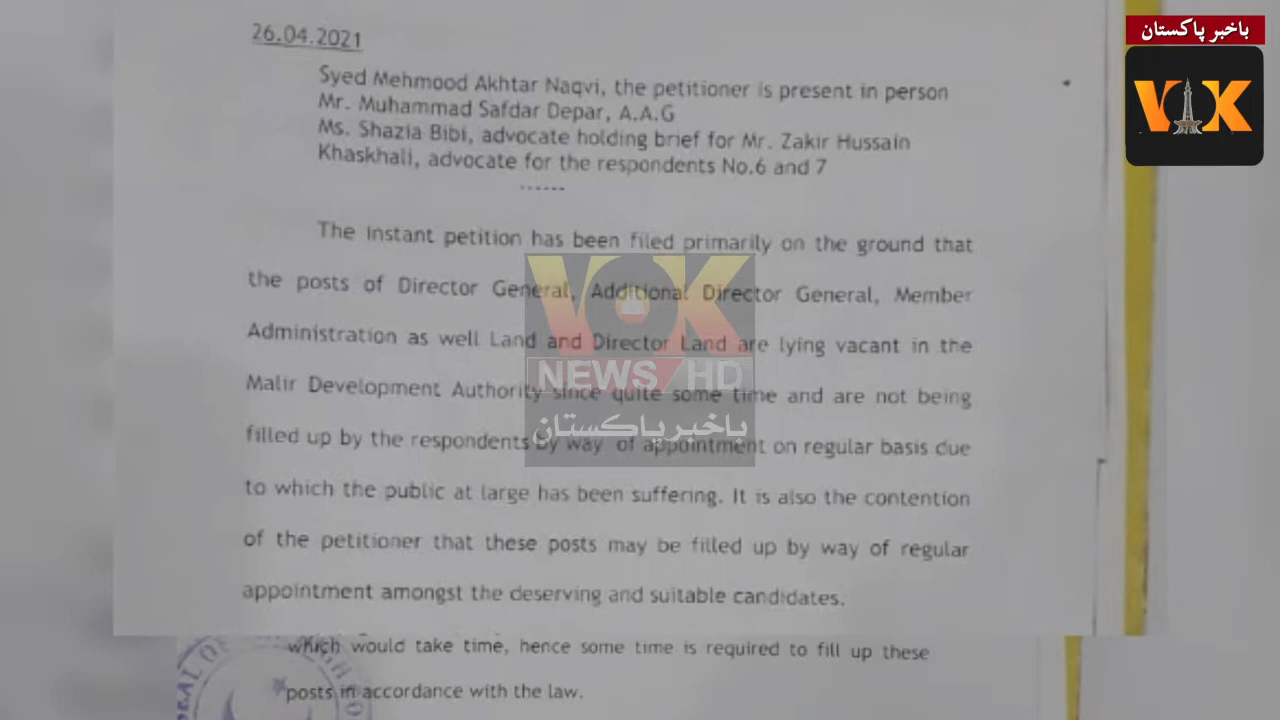 باخبر پاکستان
VOK
26.04.2021
Syed Mehmood Akhtar Naqvi, the petitioner is present in person
Mr. Muhammad Safdar Depar, A.A.G
Ms. Shazia Bibi, advocate holding brief for Mr. Zakir Hussain
Khaskhali, advocate for the respondents No.6 and 7
------
The instant petition has been filed primarily on the ground that
the posts of Director General, Additional Director General, Member
Administration as well Land and Director Land are lying vacant in the
Malir Development Authority since quite some time and are not being
filled up by the respondents by way of appointment on regular basis due
to which the public at large has been suffering. It is also the contention
of the petitioner that these posts may be filled up by way of regular
appointment amongst the deserving and suitable candidates.
VOK
NEWS HD
باخبر پاکستان
which would take time, hence some time is required to fill up these
posts in accordance with the law.